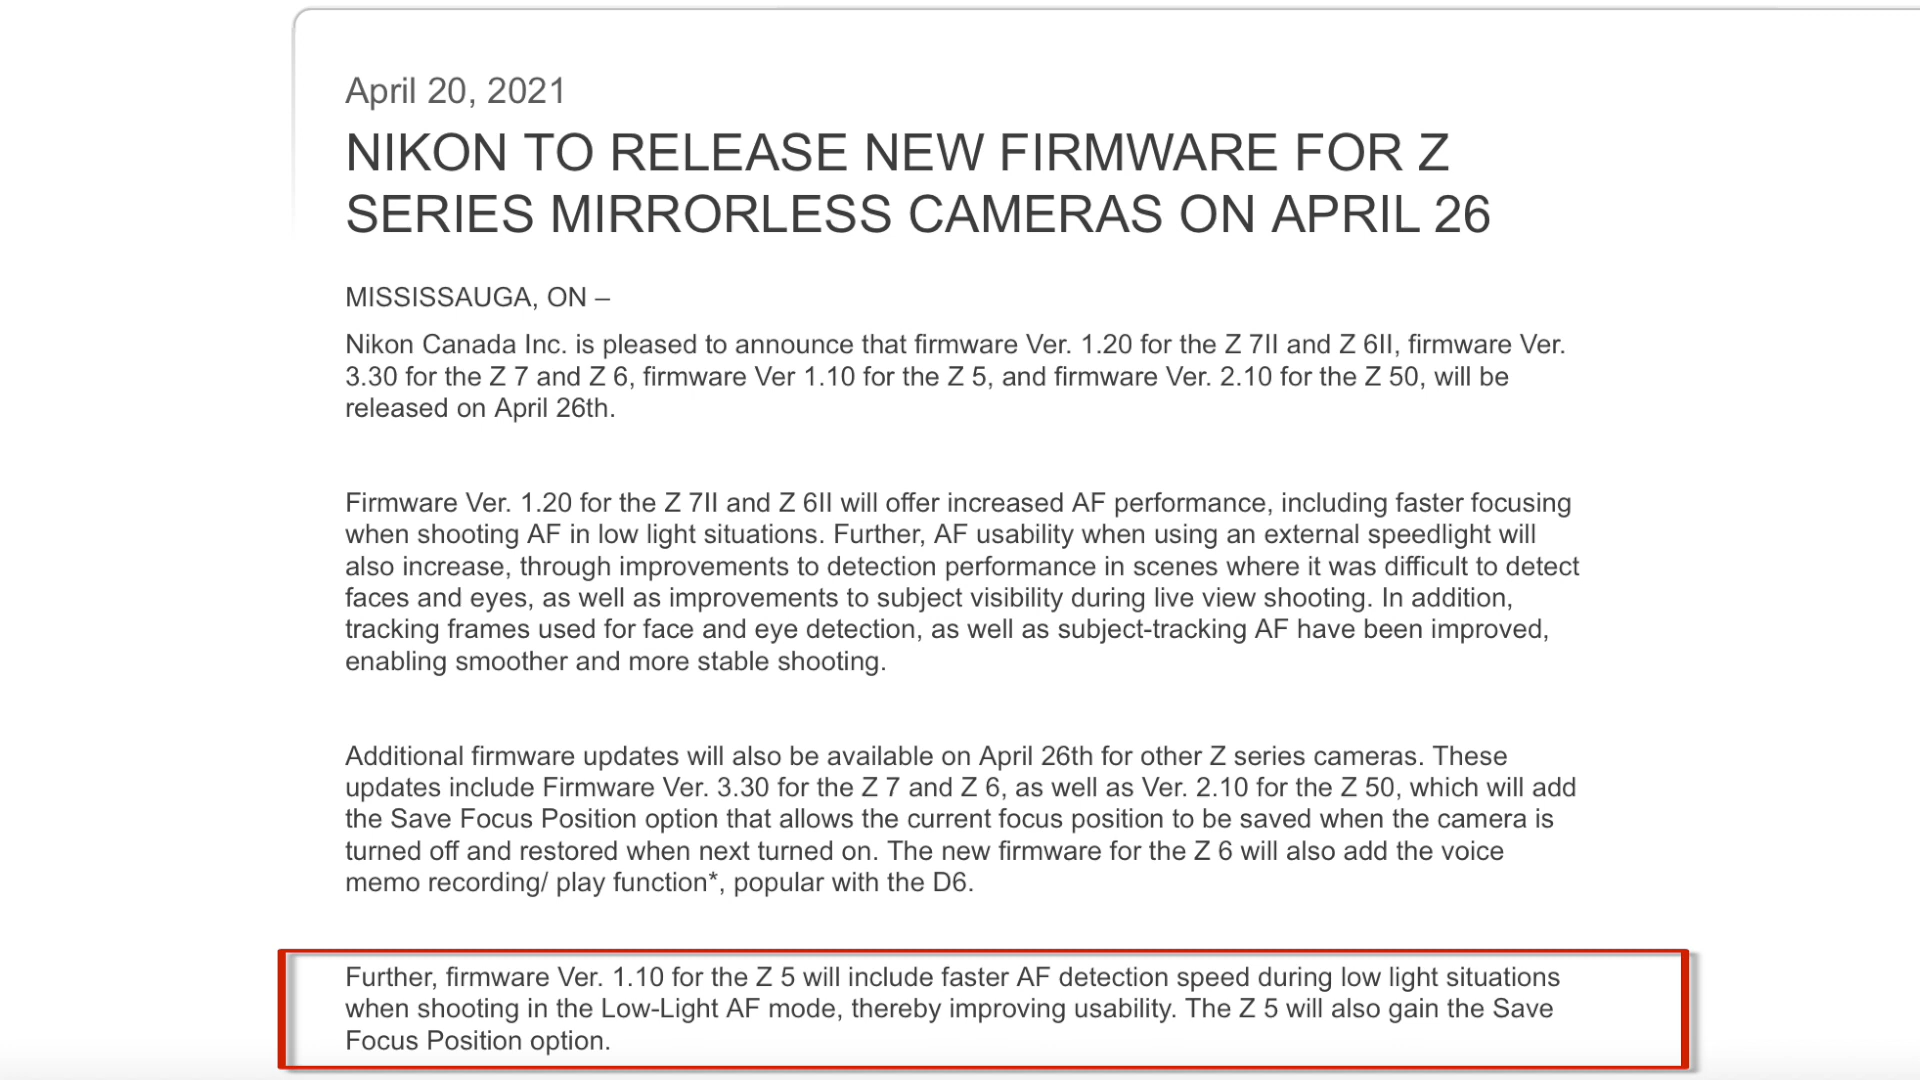 April 20, 2021
NIKON TO RELEASE NEW FIRMWARE FOR Z
SERIES MIRRORLESS CAMERAS ON APRIL 26
MISSISSAUGA, ON –
Nikon Canada Inc. is pleased to announce that firmware Ver. 1.20 for the Z 7II and Z 6II, firmware Ver.
3.30 for the Z 7 and Z 6, firmware Ver 1.10 for the Z 5, and firmware Ver. 2.10 for the Z 50, will be
released on April 26th.
Firmware Ver. 1.20 for the Z 7II and Z 6II will offer increased AF performance, including faster focusing
when shooting AF in low light situations. Further, AF usability when using an external speedlight will
also increase, through improvements to detection performance in scenes where it was difficult to detect
faces and eyes, as well as improvements to subject visibility during live view shooting. In addition,
tracking frames used for face and eye detection, as well as subject-tracking AF have been improved,
enabling smoother and more stable shooting.
Additional firmware updates will also be available on April 26th for other Z series cameras. These
updates include Firmware Ver. 3.30 for the Z 7 and Z 6, as well as Ver. 2.10 for the Z 50, which will add
the Save Focus Position option that allows the current focus position to be saved when the camera is
turned off and restored when next turned on. The new firmware for the Z 6 will also add the voice
memo recording/ play function*, popular with the D6.
Further, firmware Ver. 1.10 for the Z 5 will include faster AF detection speed during low light situations
when shooting in the Low-Light AF mode, thereby improving usability. The Z 5 will also gain the Save
Focus Position option.